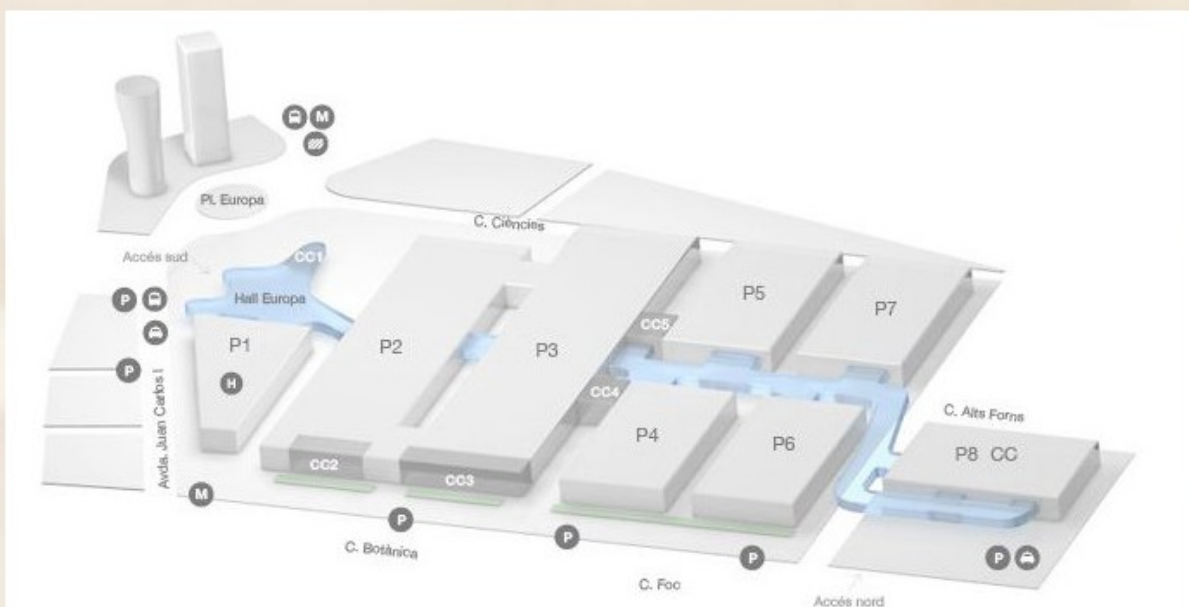 M
Pl. Europa
C. Ciències
Accés sud
CC1
Hall Europa
P
P
Avda. Juan Carlos I
P1
H
P2
P3
P5
P7
CC5
CC4
P4
P6
C. Alts Forns
P8 CC
CC2
CC3
M
P
P
P
P
C. Botànica
C. Foc
Accés nord